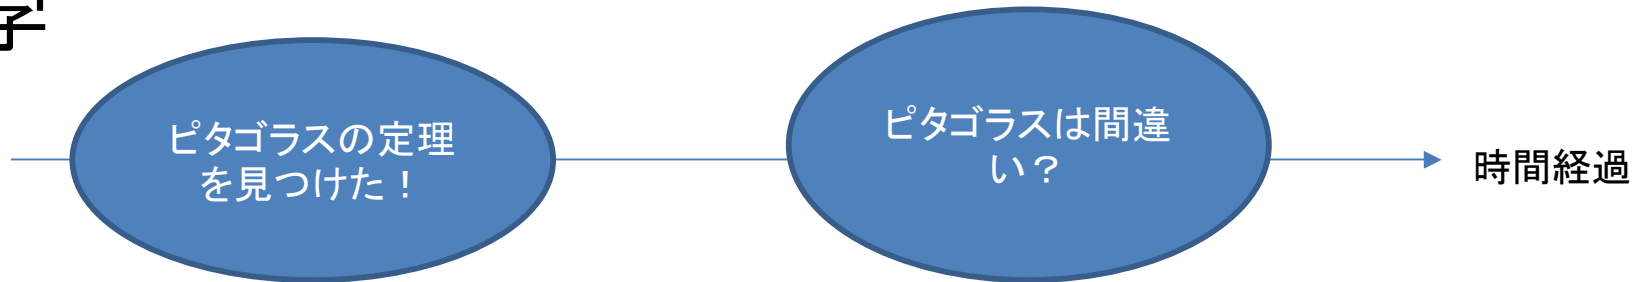 学
ピタゴラスの定理
を見つけた！
ピタゴラスは間違
い？
時間経過